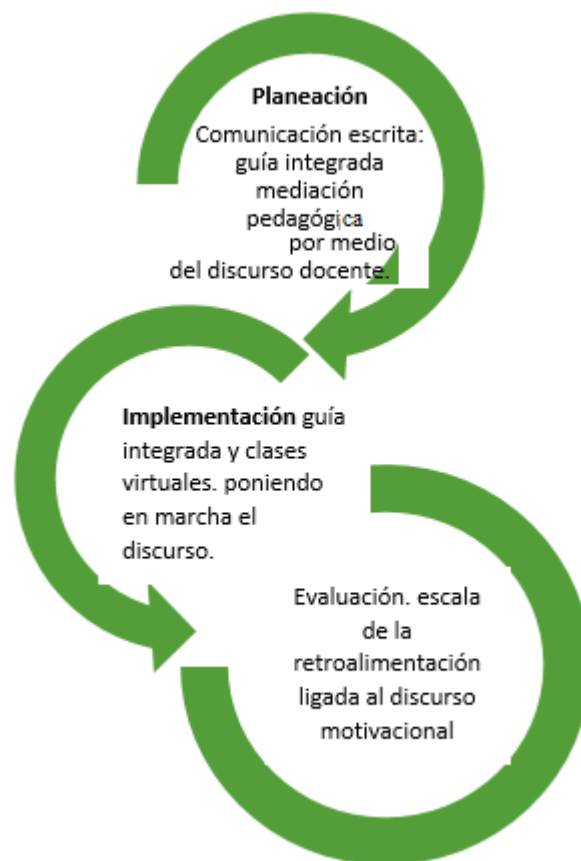 Planeación
Comunicación escrita:
guía integrada
mediación
pedagógica
por medio
del discurso docente.
Implementación guía
integrada y clases
virtuales. poniendo
en marcha el
discurso.
Evaluación. escala
de la
retroalimentación
ligada al discurso
motivacional